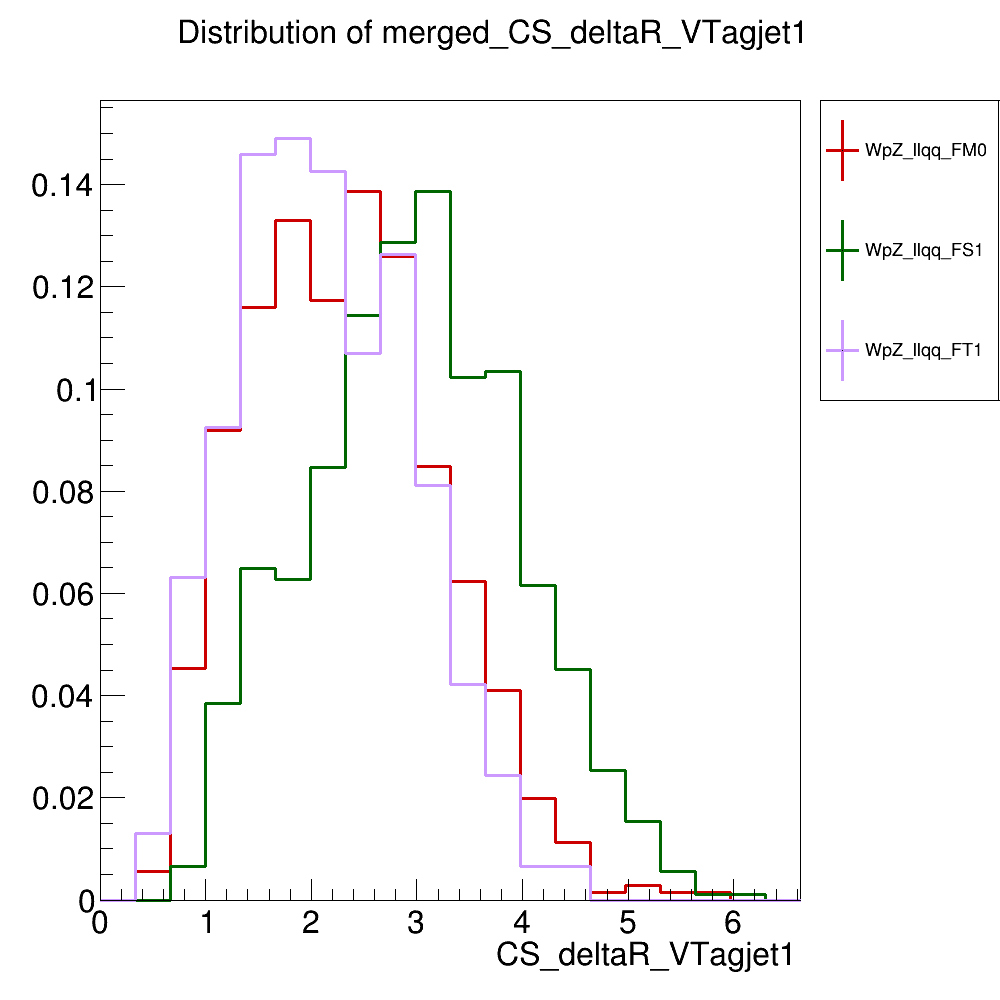 Distribution of merged_CS_deltaR_VTagjet1
WpZ_llqq_FM0
WpZ_llqq_FS1
WpZ_llqq_FT1
0.14
0.12
0.1
0.08
0.06
0.04
0.02
0
0 1 2 3 4 5 6
CS_deltaR_VTagjet1